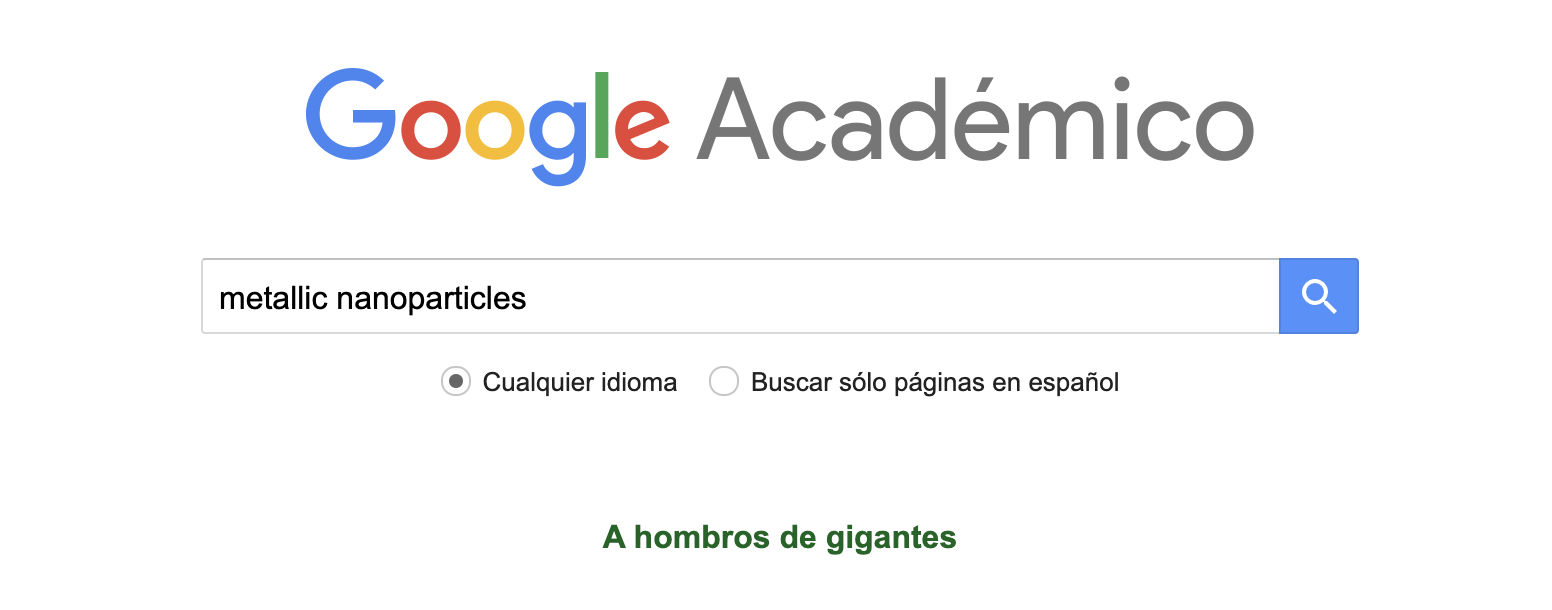 Google Académico
metallic nanoparticles
Cualquier idioma Buscar sólo páginas en español
A hombros de gigantes